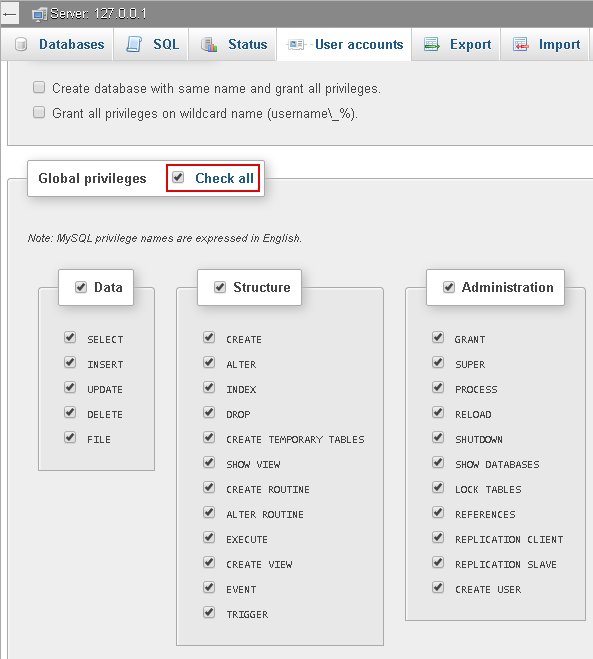 Server: 127.0.0.1
Databases SQL Status User accounts Export Import
Create database with same name and grant all privileges.
Grant all privileges on wildcard name (username\_%).
Global privileges Check all
Note: MySQL privilege names are expressed in English.
Data
SELECT
INSERT
UPDATE
DELETE
FILE
Structure
CREATE
ALTER
INDEX
DROP
CREATE TEMPORARY TABLES
SHOW VIEW
CREATE ROUTINE
ALTER ROUTINE
EXECUTE
CREATE VIEW
EVENT
TRIGGER
Administration
GRANT
SUPER
PROCESS
RELOAD
SHUTDOWN
SHOW DATABASES
LOCK TABLES
REFERENCES
REPLICATION CLIENT
REPLICATION SLAVE
CREATE USER